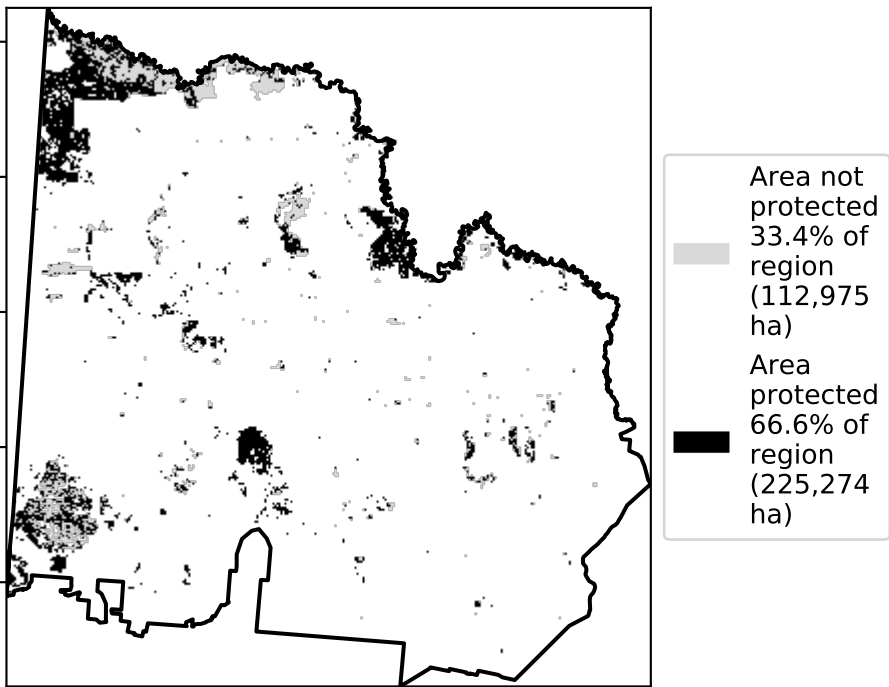 Area not
protected
33.4% of
region
(112,975
ha)
Area
protected
66.6% of
region
(225,274
ha)